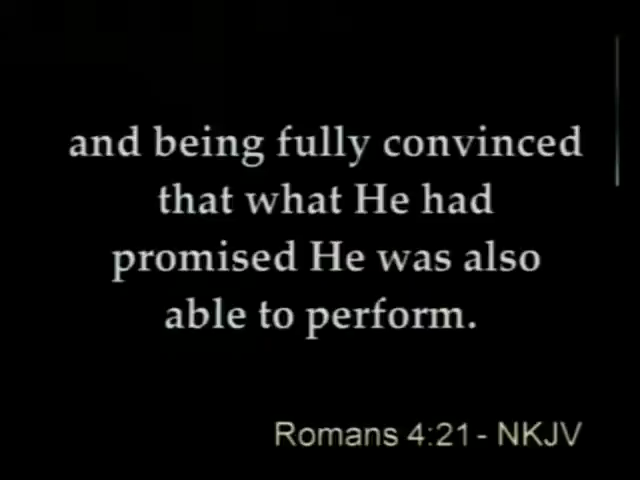 and being fully convinced
that what He had
promised He was also
able to perform.
Romans 4:21 - NKJV